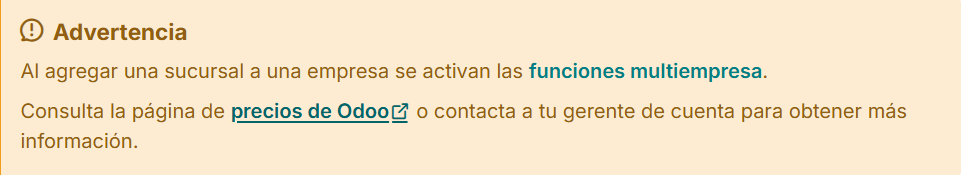 Advertencia
Al agregar una sucursal a una empresa se activan las funciones multiempresa.
Consulta la página de precios de Odoo o contacta a tu gerente de cuenta para obtener más
información.